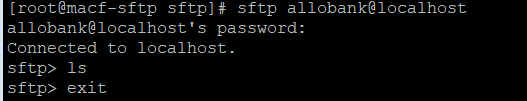 [root@macf-sftp sftp]# sftp allobank@localhost
allobank@localhost's password:
Connected to localhost.
sftp> ls
sftp> exit